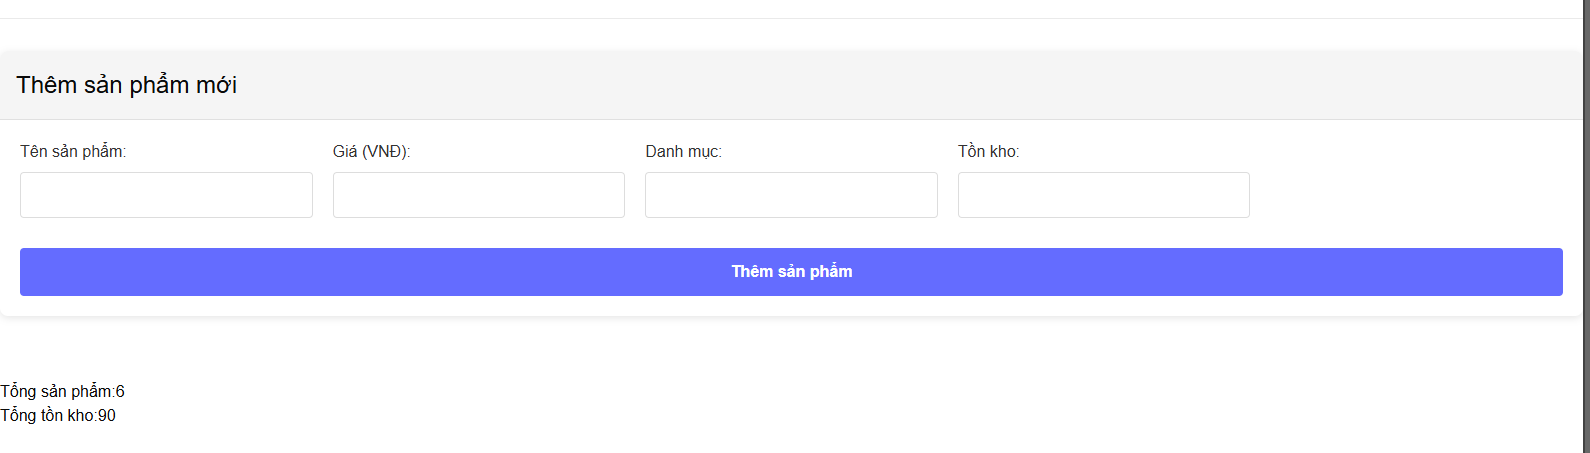 Thêm sản phẩm mới
Tên sản phẩm: Giá (VNĐ): Danh mục: Tồn kho:
Thêm sản phẩm
Tổng sản phẩm:6
Tổng tồn kho:90